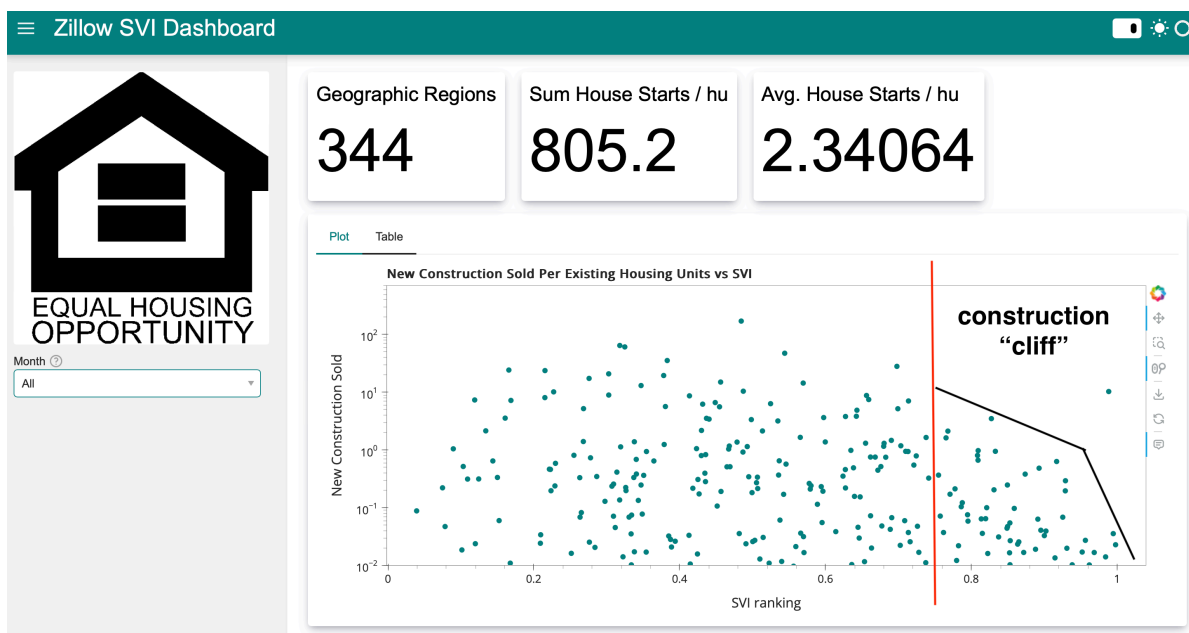 Zillow SVI Dashboard
EQUAL HOUSING
OPPORTUNITY
Month ?
All
Geographic Regions
344
Sum House Starts / hu
805.2
Avg. House Starts / hu
2.34064
Plot Table
New Construction Sold Per Existing Housing Units vs SVI
construction
“cliff”
New Construction Sold
10²
10¹
10⁰
10⁻¹
10⁻²
0 0.2 0.4 0.6 0.8 1
SVI ranking